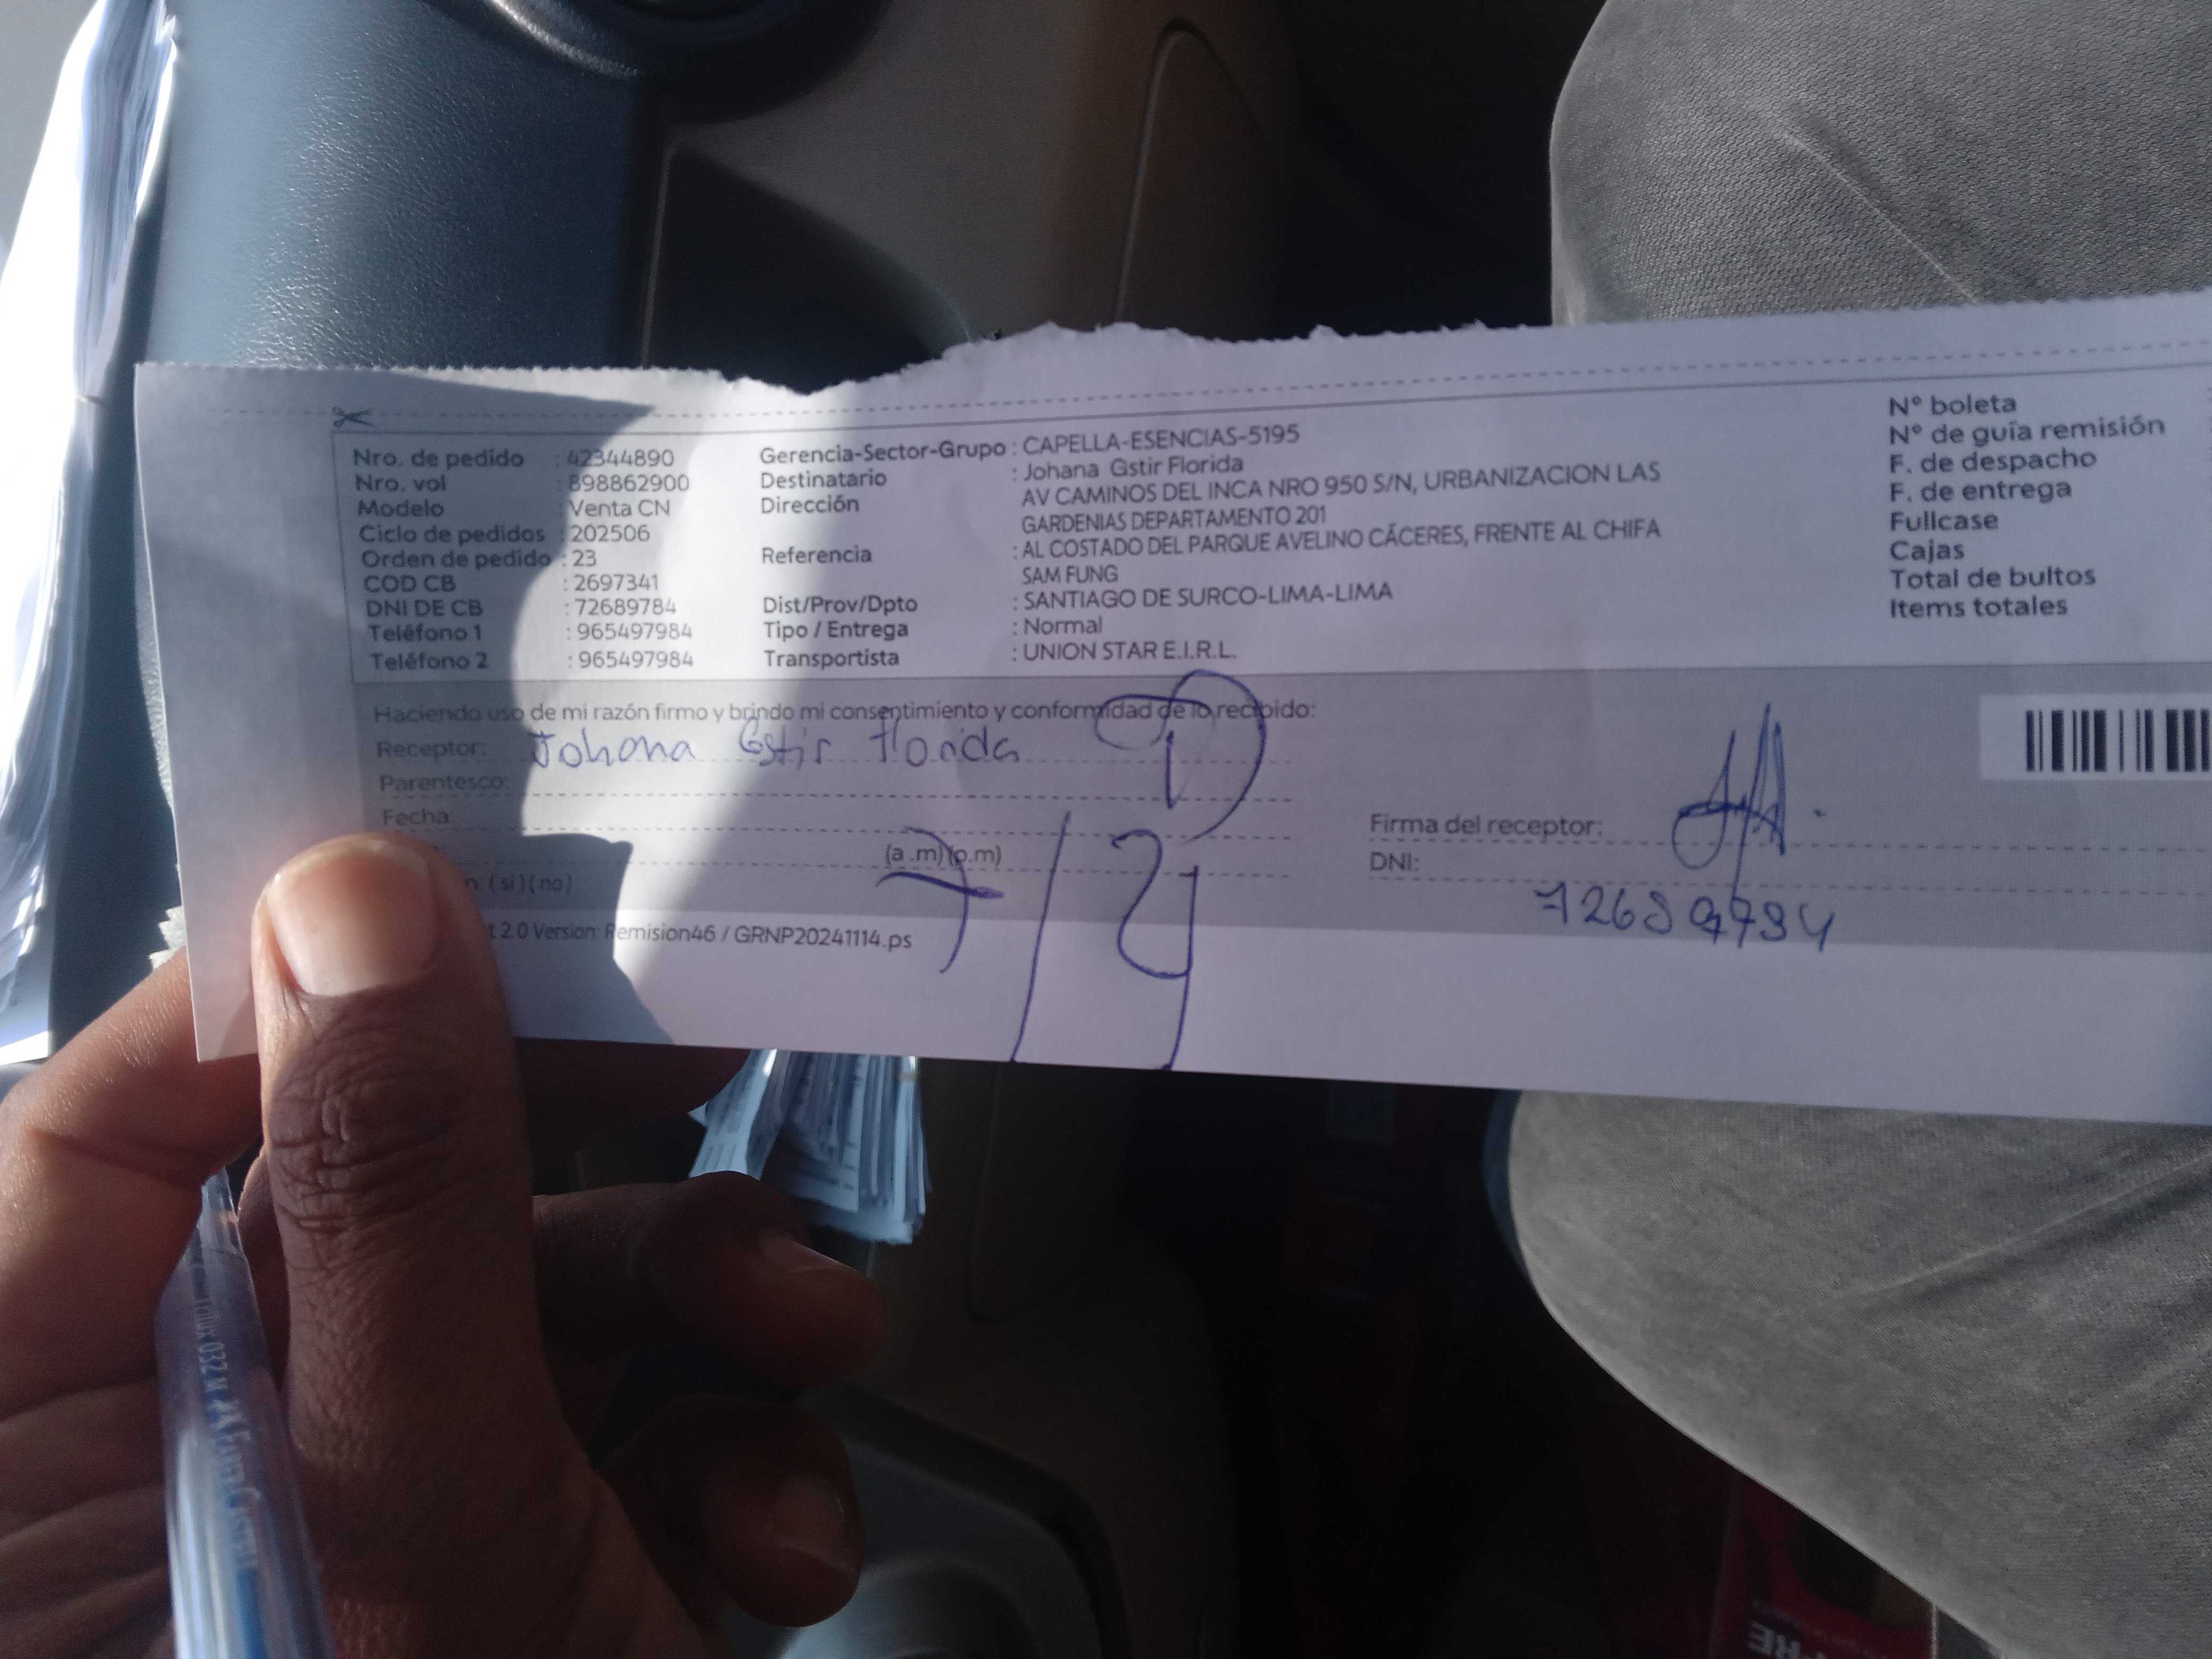 Nro. de pedido : 42344890
Nro. vol : 898862900
Modelo : Venta CN
Ciclo de pedidos : 202506
Orden de pedido : 23
COD CB : 2697341
DNI DE CB : 72689784
Teléfono 1 : 965497984
Teléfono 2 : 965497984
Gerencia-Sector-Grupo : CAPELLA-ESENCIAS-5195
Destinatario : Johana Gstir Florida
Dirección AV CAMINOS DEL INCA NRO 950 S/N, URBANIZACION LAS
GARDENIAS DEPARTAMENTO 201
Referencia : AL COSTADO DEL PARQUE AVELINO CÁCERES, FRENTE AL CHIFA
SAM FUNG
Dist/Prov/Dpto : SANTIAGO DE SURCO-LIMA-LIMA
Tipo / Entrega : Normal
Transportista : UNION STAR E.I.R.L.
N° boleta
N° de guía remisión
F. de despacho
F. de entrega
Fullcase
Cajas
Total de bultos
Items totales
Haciendo uso de mi razón firmo y brindo mi consentimiento y conformidad de lo recibido:
Receptor: Johana Gstir Florida
Parentesco:
Fecha:
(a .m) (p.m)
(si) (no)
Firma del receptor:
DNI:
2.0 Version: Remision46 / GRNP20241114.ps